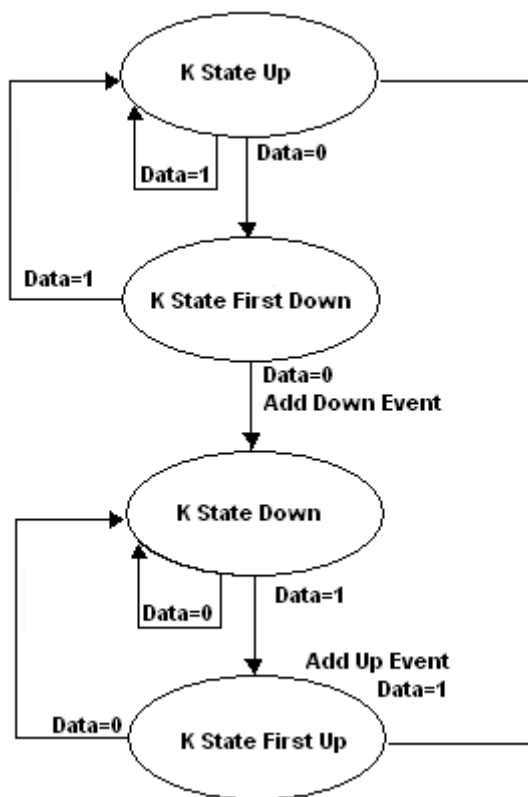 K State Up
Data=1
Data=0
Data=1
K State First Down
Data=0
Add Down Event
K State Down
Data=0
Data=1
Add Up Event
Data=1
Data=0
K State First Up